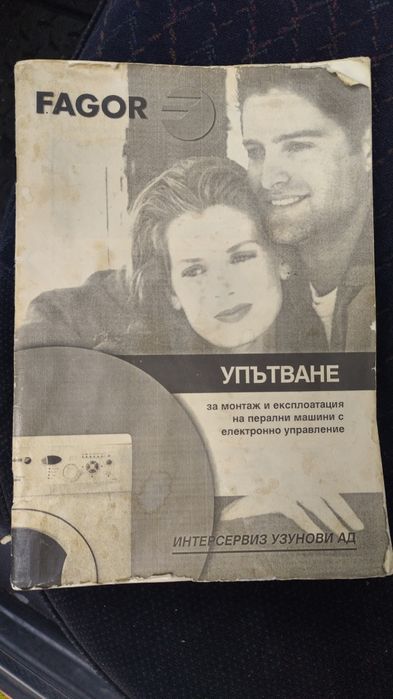 FAGOR
УПЪТВАНЕ
за монтаж и експлоатация
на перални машини с
електронно управление
ИНТЕРСЕРВИЗ УЗУНОВИ АД